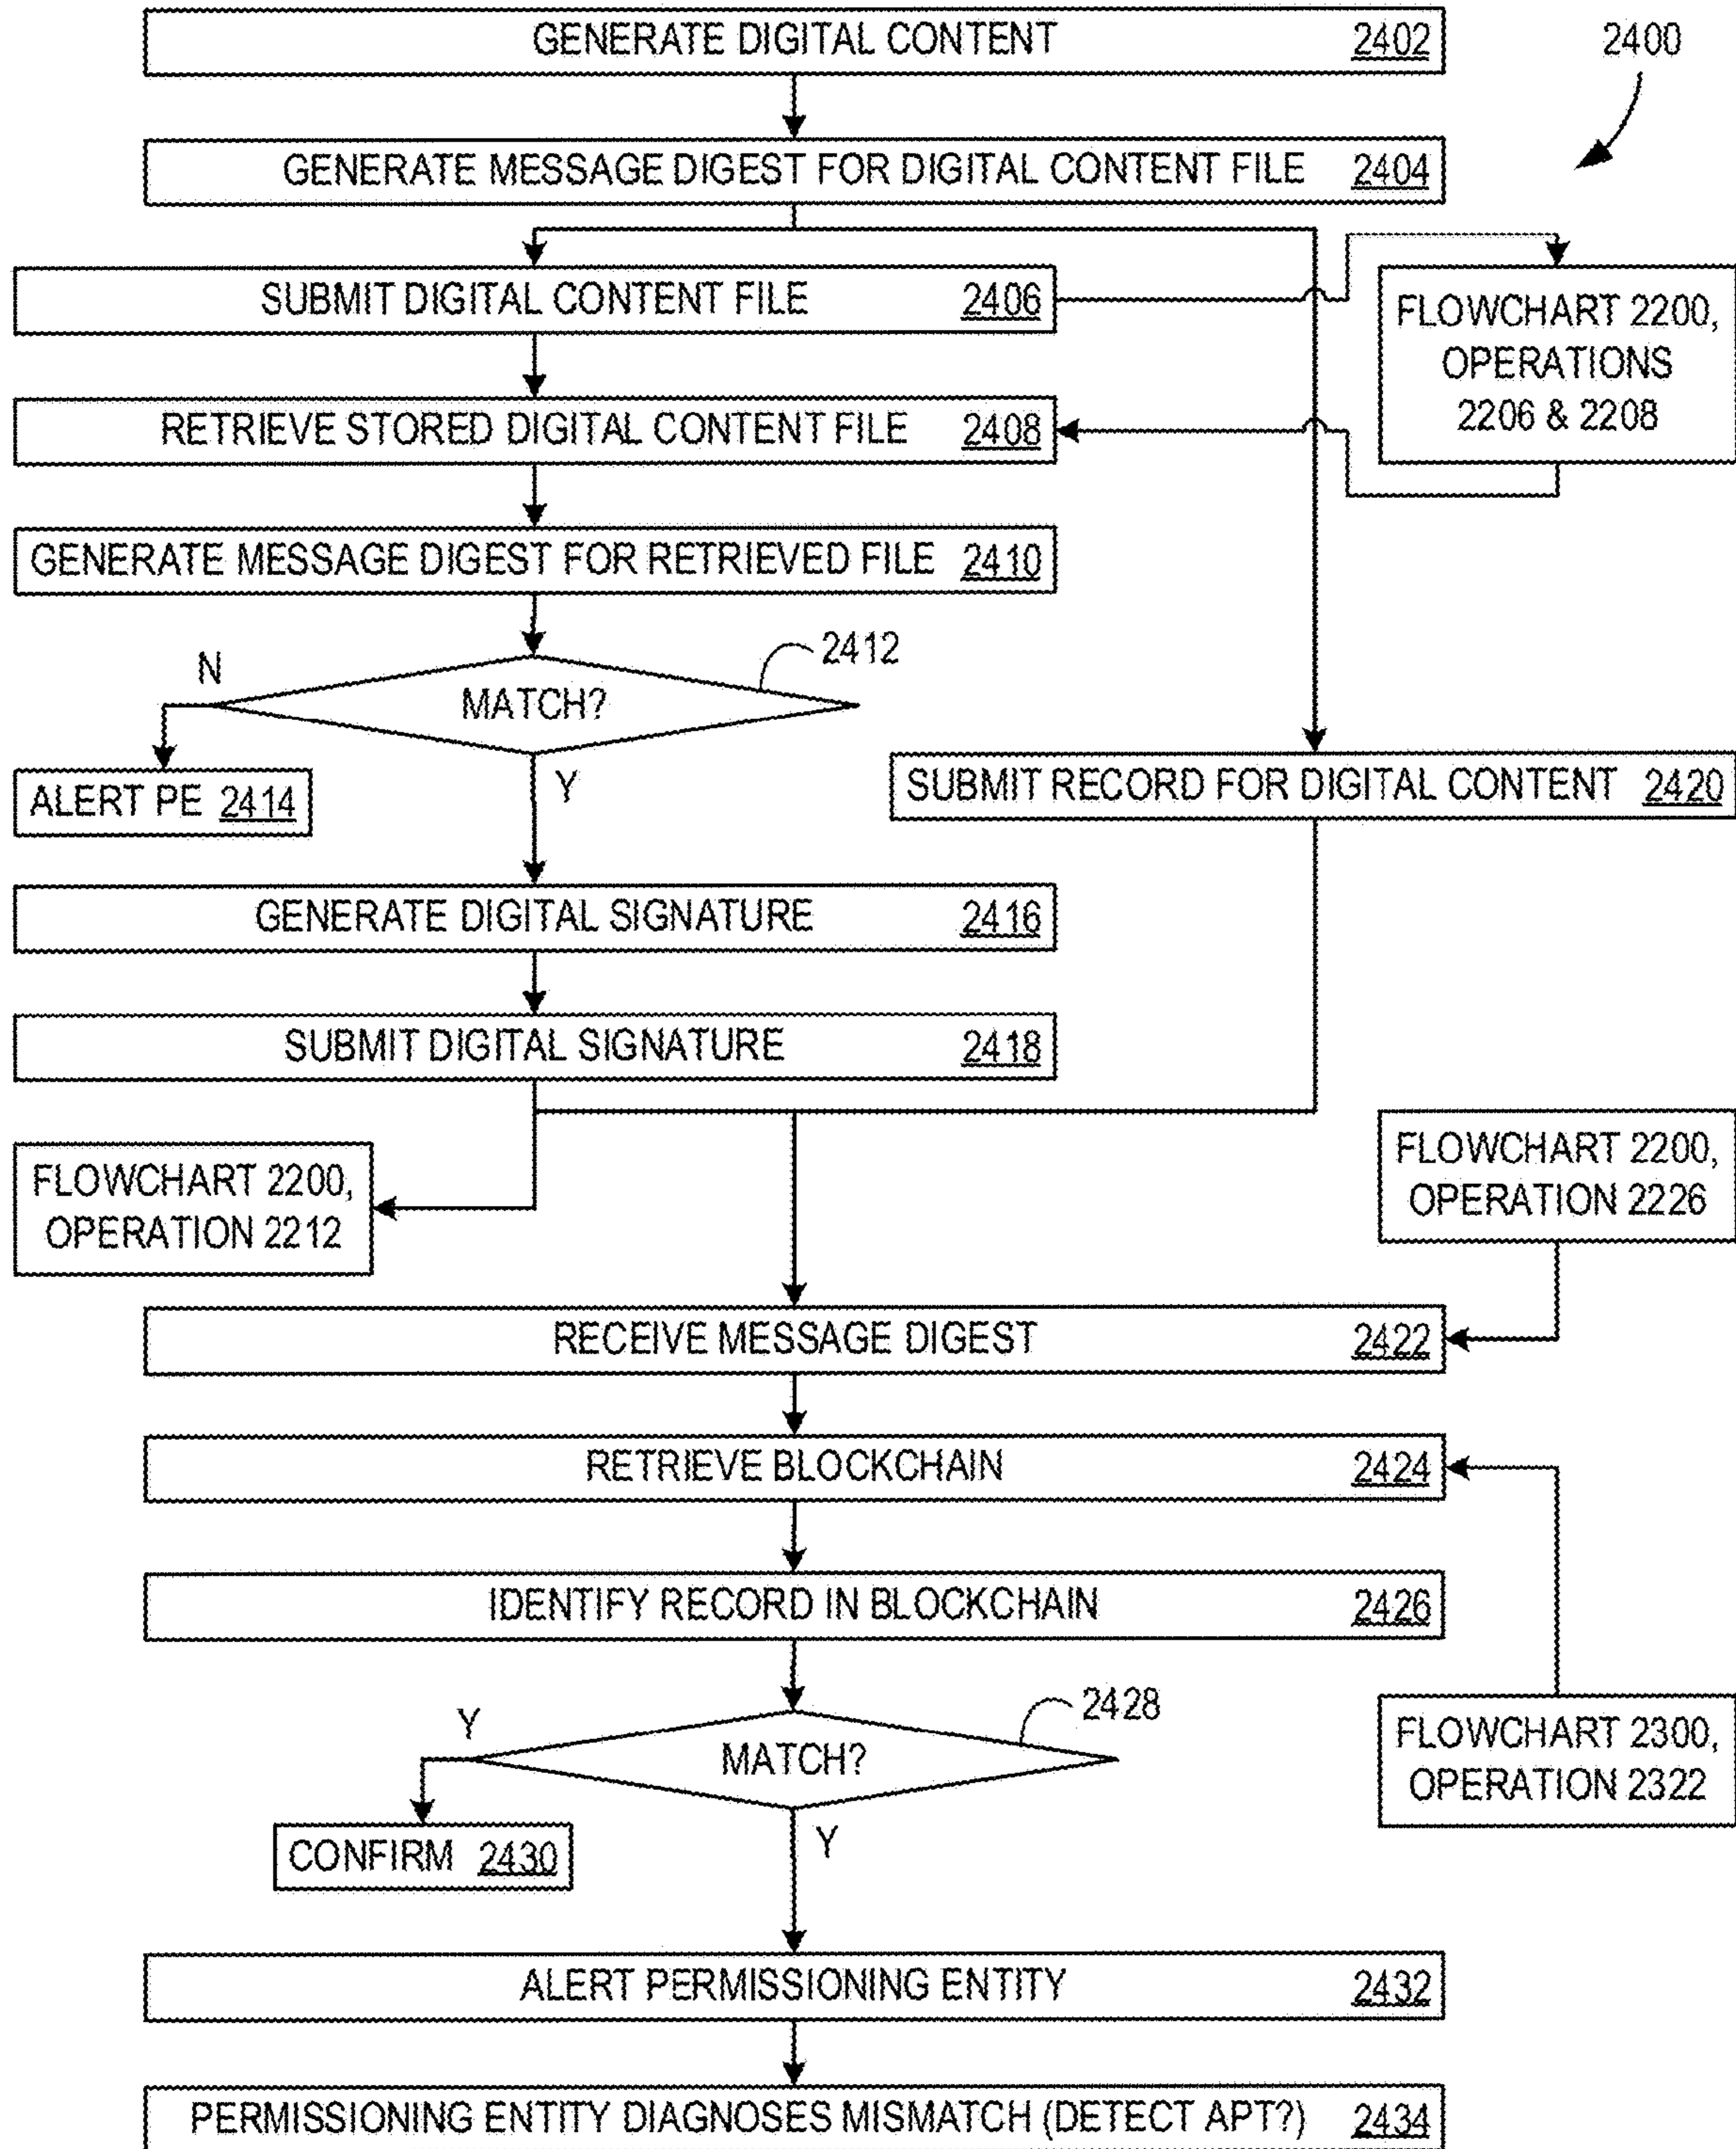 GENERATE DIGITAL CONTENT 2402
2400
GENERATE MESSAGE DIGEST FOR DIGITAL CONTENT FILE 2404
SUBMIT DIGITAL CONTENT FILE 2406
FLOWCHART 2200,
OPERATIONS
2206 & 2208
RETRIEVE STORED DIGITAL CONTENT FILE 2408
GENERATE MESSAGE DIGEST FOR RETRIEVED FILE 2410
2412
N
MATCH?
Y
ALERT PE 2414
SUBMIT RECORD FOR DIGITAL CONTENT 2420
GENERATE DIGITAL SIGNATURE 2416
SUBMIT DIGITAL SIGNATURE 2418
FLOWCHART 2200,
OPERATION 2212
FLOWCHART 2200,
OPERATION 2226
RECEIVE MESSAGE DIGEST 2422
RETRIEVE BLOCKCHAIN 2424
IDENTIFY RECORD IN BLOCKCHAIN 2426
2428
Y
MATCH?
FLOWCHART 2300,
OPERATION 2322
Y
CONFIRM 2430
ALERT PERMISSIONING ENTITY 2432
PERMISSIONING ENTITY DIAGNOSES MISMATCH (DETECT APT?) 2434